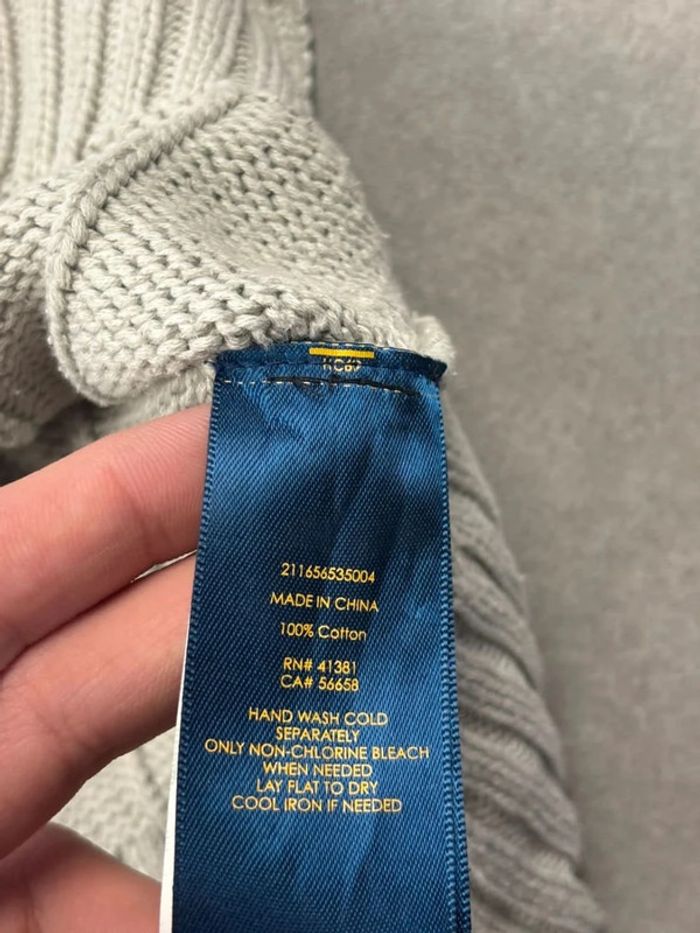 211656535004
MADE IN CHINA
100% Cotton
RN# 41381
CA# 56658
HAND WASH COLD
SEPARATELY
ONLY NON-CHLORINE BLEACH
WHEN NEEDED
LAY FLAT TO DRY
COOL IRON IF NEEDED